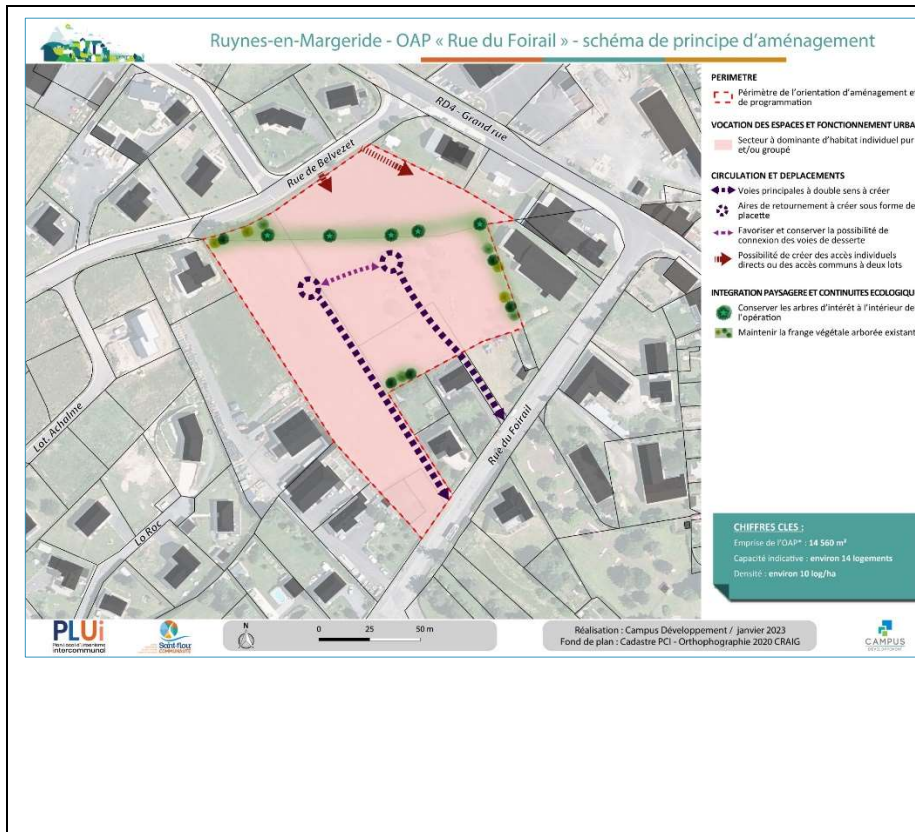 Ruynes-en-Margeride - OAP « Rue du Foirail » - schéma de principe d'aménagement
RD4 - Grand rue
Rue de Belvezet
Lot. Achalme
Lo Roc
Rue du Foirail
PERIMETRE
Périmètre de l'orientation d'aménagement et
de programmation
VOCATION DES ESPACES ET FONCTIONNEMENT URBA
Secteur à dominante d'habitat individuel pur
et/ou groupé
CIRCULATION ET DEPLACEMENTS
Voies principales à double sens à créer
Aires de retournement à créer sous forme de
placette
Favoriser et conserver la possibilité de
connexion des voies de desserte
Possibilité de créer des accès individuels
directs ou des accès communs à deux lots
INTEGRATION PAYSAGERE ET CONTINUITES ECOLOGIQU
Conserver les arbres d'intérêt à l'intérieur de
l'opération
Maintenir la frange végétale arborée existant
CHIFFRES CLES :
Emprise de l'OAP* : 14 560 m²
Capacité indicative : environ 14 logements
Densité : environ 10 log/ha
PLUi
intercommunal
Saint-flour
COMMUNAUTÉ
N
0 25 50 m
Réalisation : Campus Développement / janvier 2023
Fond de plan : Cadastre PCI - Orthophographie 2020 CRAIG
CAMPUS
DÉVELOPPEMENT